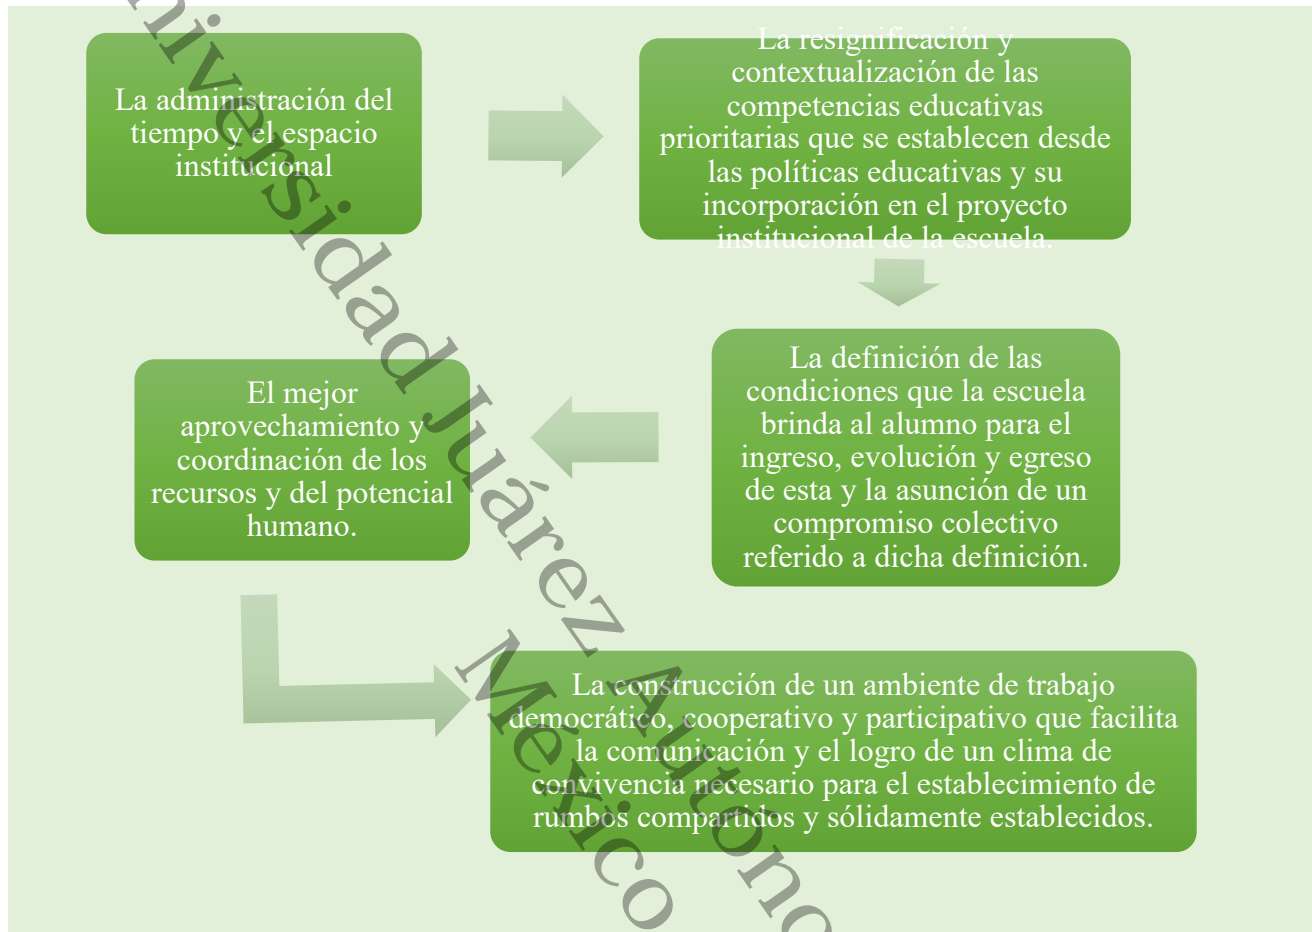 La administración del
tiempo y el espacio
institucional
La resignificación y
contextualización de las
competencias educativas
prioritarias que se establecen desde
las políticas educativas y su
incorporación en el proyecto
institucional de la escuela.
La definición de las
condiciones que la escuela
brinda al alumno para el
ingreso, evolución y egreso
de esta y la asunción de un
compromiso colectivo
referido a dicha definición.
El mejor
aprovechamiento y
coordinación de los
recursos y del potencial
humano.
La construcción de un ambiente de trabajo
democrático, cooperativo y participativo que facilita
la comunicación y el logro de un clima de
convivencia necesario para el establecimiento de
rumbos compartidos y sólidamente establecidos.
niversidad Juárez Autóno
México